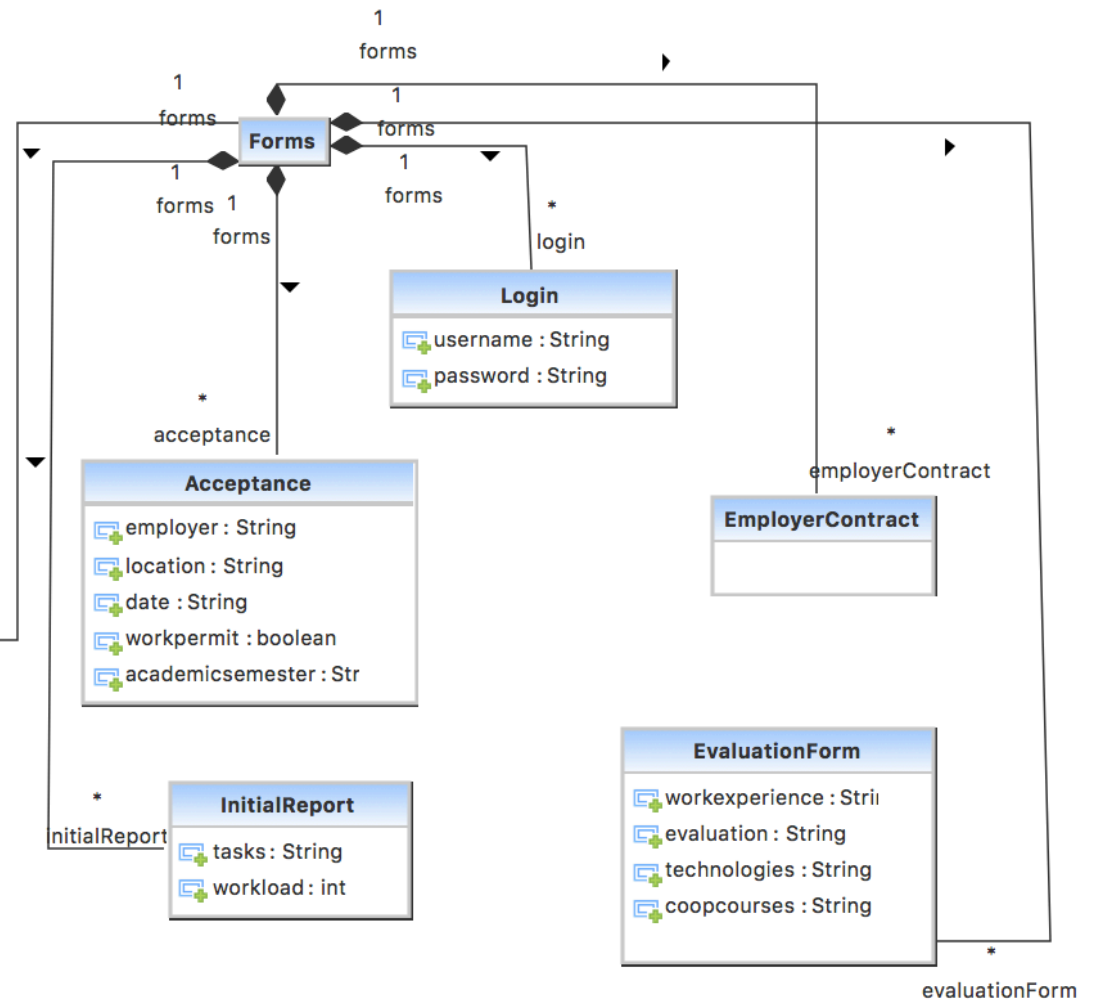 1
forms
1
forms
1
forms
Forms
1
forms
1
forms
1
forms
*
login
Login
username : String
password : String
*
acceptance
Acceptance
employer : String
location : String
date : String
workpermit : boolean
academicsemester : Str
*
employerContract
EmployerContract
*
initialReport
InitialReport
tasks : String
workload : int
EvaluationForm
workexperience : Stri
evaluation : String
technologies : String
coopcourses : String
*
evaluationForm